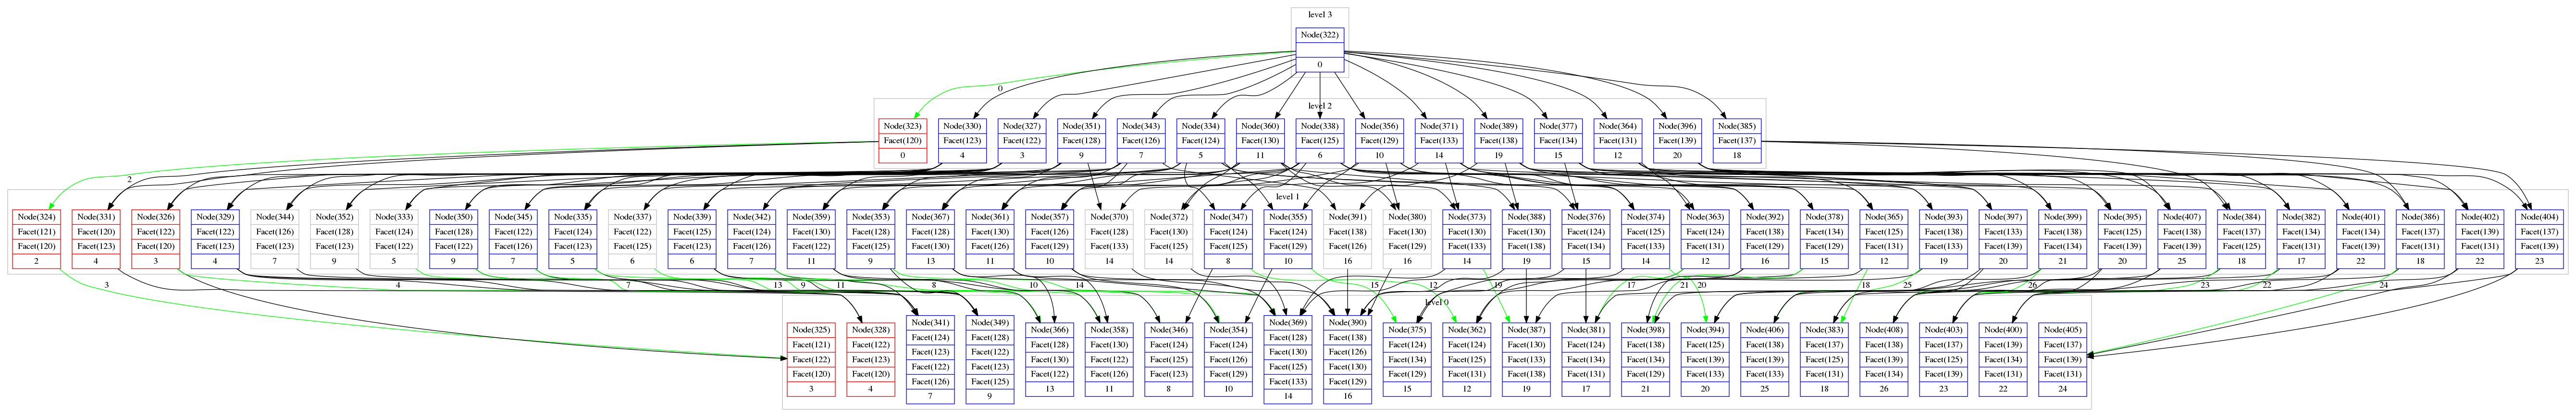 level 3
Node(322)
0
0
level 2
Node(323)
Facet(120)
0
Node(330)
Facet(123)
4
Node(327)
Facet(122)
3
Node(351)
Facet(128)
9
Node(343)
Facet(126)
7
Node(334)
Facet(124)
5
Node(360)
Facet(130)
11
Node(338)
Facet(125)
6
Node(356)
Facet(129)
10
Node(371)
Facet(133)
14
Node(389)
Facet(138)
19
Node(377)
Facet(134)
15
Node(364)
Facet(131)
12
Node(396)
Facet(139)
20
Node(385)
Facet(137)
18
2
level 1
Node(324)
Facet(121)
Facet(120)
2
Node(331)
Facet(120)
Facet(123)
4
Node(326)
Facet(122)
Facet(120)
3
Node(329)
Facet(122)
Facet(123)
4
Node(344)
Facet(126)
Facet(123)
7
Node(352)
Facet(128)
Facet(123)
9
Node(333)
Facet(124)
Facet(122)
5
Node(350)
Facet(128)
Facet(122)
9
Node(345)
Facet(122)
Facet(126)
7
Node(335)
Facet(124)
Facet(123)
5
Node(337)
Facet(122)
Facet(125)
6
Node(339)
Facet(125)
Facet(123)
6
Node(342)
Facet(124)
Facet(126)
7
Node(359)
Facet(130)
Facet(122)
11
Node(353)
Facet(128)
Facet(125)
9
Node(367)
Facet(128)
Facet(130)
13
Node(361)
Facet(130)
Facet(126)
11
Node(357)
Facet(126)
Facet(129)
10
Node(370)
Facet(128)
Facet(133)
14
Node(372)
Facet(130)
Facet(125)
14
Node(347)
Facet(124)
Facet(125)
8
Node(355)
Facet(124)
Facet(129)
10
Node(391)
Facet(138)
Facet(126)
16
Node(380)
Facet(130)
Facet(129)
16
Node(373)
Facet(130)
Facet(133)
14
Node(388)
Facet(130)
Facet(138)
19
Node(376)
Facet(124)
Facet(134)
15
Node(374)
Facet(125)
Facet(133)
14
Node(363)
Facet(124)
Facet(131)
12
Node(392)
Facet(138)
Facet(129)
16
Node(378)
Facet(134)
Facet(129)
15
Node(365)
Facet(125)
Facet(131)
12
Node(393)
Facet(138)
Facet(133)
19
Node(397)
Facet(133)
Facet(139)
20
Node(399)
Facet(138)
Facet(134)
21
Node(395)
Facet(125)
Facet(139)
20
Node(407)
Facet(138)
Facet(139)
25
Node(384)
Facet(137)
Facet(125)
18
Node(382)
Facet(134)
Facet(131)
17
Node(401)
Facet(134)
Facet(139)
22
Node(386)
Facet(137)
Facet(131)
18
Node(402)
Facet(139)
Facet(131)
22
Node(404)
Facet(137)
Facet(139)
23
3
4
7
13
9
11
8
10
14
15
12
19
17
21
20
18
25
26
23
22
24
level 0
Node(325)
Facet(121)
Facet(122)
Facet(120)
3
Node(328)
Facet(122)
Facet(123)
Facet(120)
4
Node(341)
Facet(124)
Facet(123)
Facet(122)
Facet(126)
7
Node(349)
Facet(128)
Facet(122)
Facet(123)
Facet(125)
9
Node(366)
Facet(128)
Facet(130)
Facet(122)
13
Node(358)
Facet(130)
Facet(122)
Facet(126)
11
Node(346)
Facet(124)
Facet(125)
Facet(123)
8
Node(354)
Facet(124)
Facet(126)
Facet(129)
10
Node(369)
Facet(128)
Facet(130)
Facet(125)
Facet(133)
14
Node(390)
Facet(138)
Facet(126)
Facet(130)
Facet(129)
16
Node(375)
Facet(124)
Facet(134)
Facet(129)
15
Node(362)
Facet(124)
Facet(125)
Facet(131)
12
Node(387)
Facet(130)
Facet(133)
Facet(138)
19
Node(381)
Facet(124)
Facet(134)
Facet(131)
17
Node(398)
Facet(138)
Facet(134)
Facet(129)
21
Node(394)
Facet(125)
Facet(139)
Facet(133)
20
Node(406)
Facet(138)
Facet(139)
Facet(133)
25
Node(383)
Facet(137)
Facet(125)
Facet(131)
18
Node(408)
Facet(138)
Facet(139)
Facet(134)
26
Node(403)
Facet(137)
Facet(125)
Facet(139)
23
Node(400)
Facet(139)
Facet(134)
Facet(131)
22
Node(405)
Facet(137)
Facet(139)
Facet(131)
24